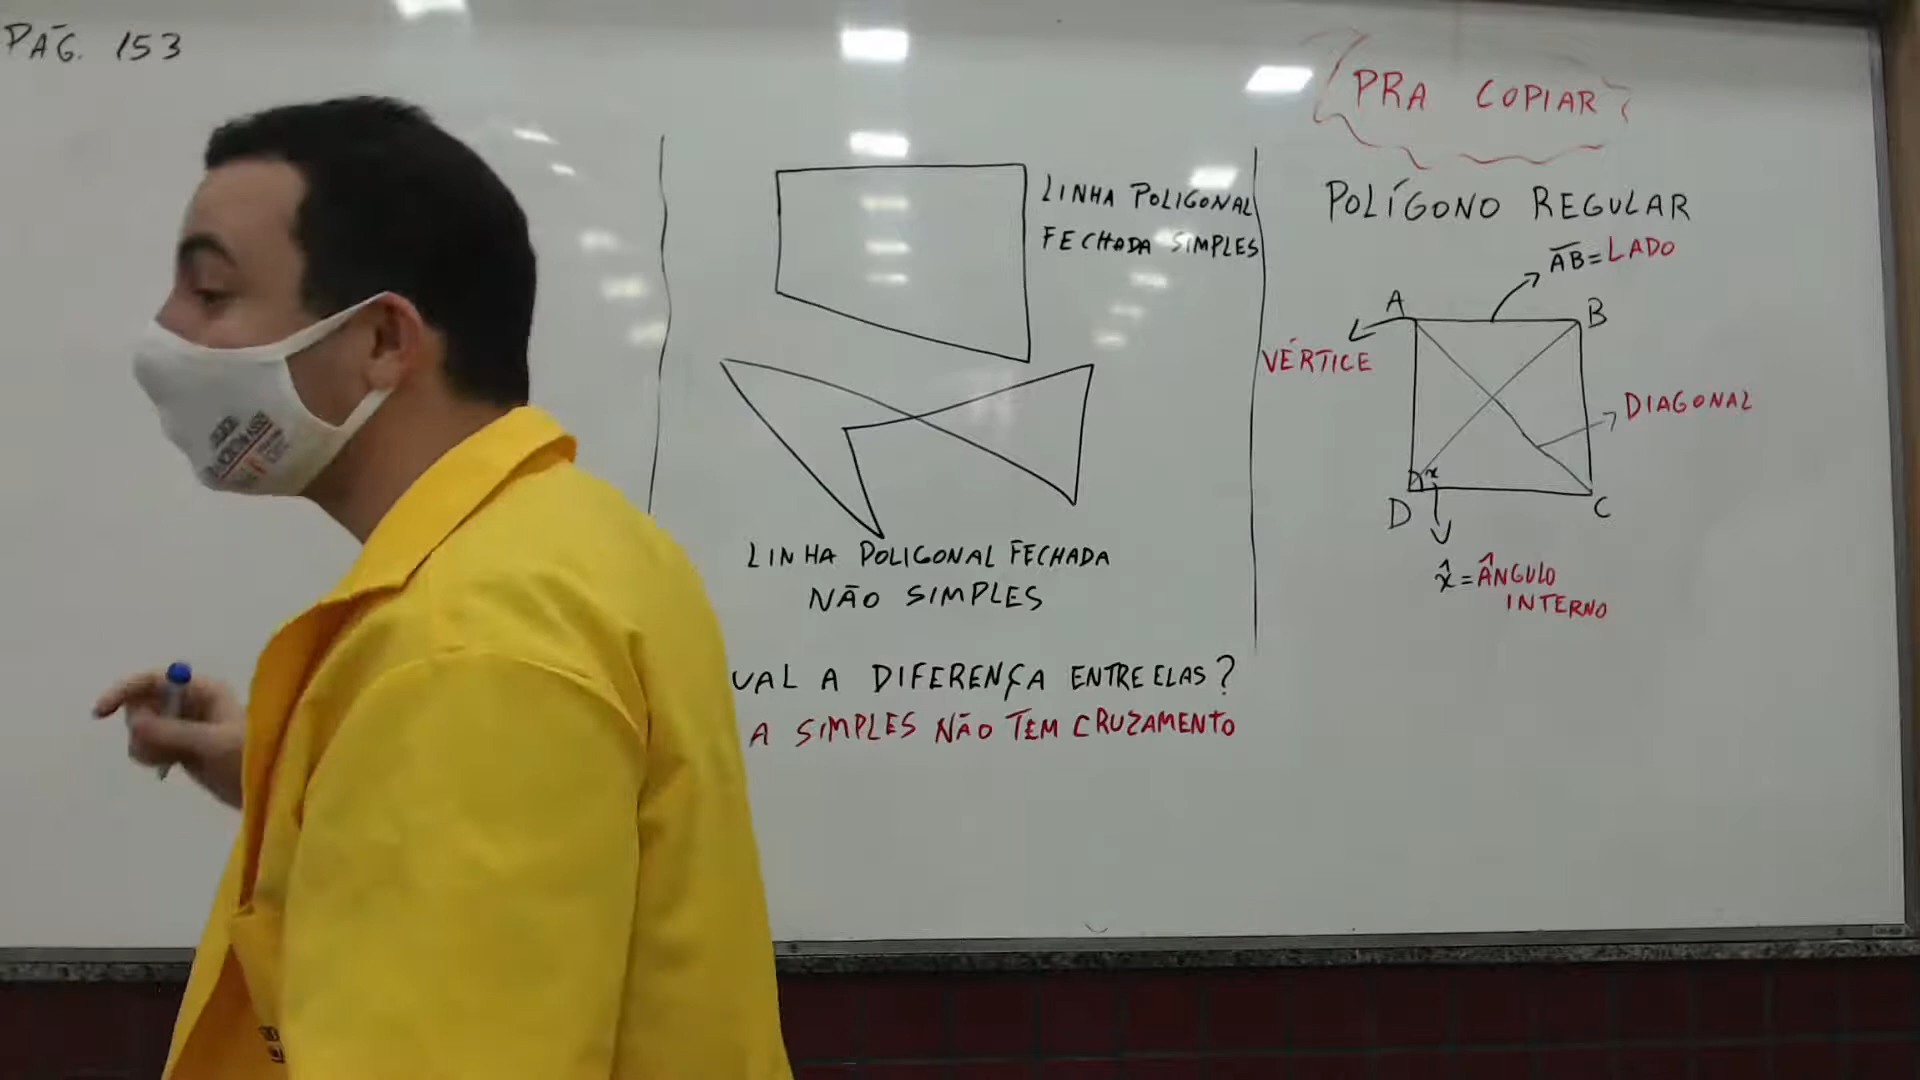 PÁG. 153
PRA COPIAR
LINHA POLIGONAL
FECHADA SIMPLES
LINHA POLIGONAL FECHADA
NÃO SIMPLES
UAL A DIFERENÇA ENTRE ELAS?
A SIMPLES NÃO TEM CRUZAMENTO
POLÍGONO REGULAR
AB = LADO
A
B
VÉRTICE
DIAGONAL
x
D
C
x̂ = ÂNGULO
INTERNO